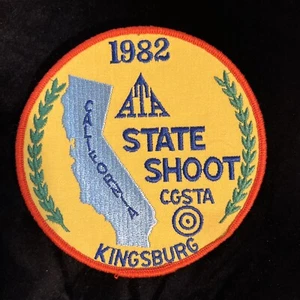 1982
ATA
CALIFORNIA
STATE
SHOOT
CGSTA
KINGSBURG